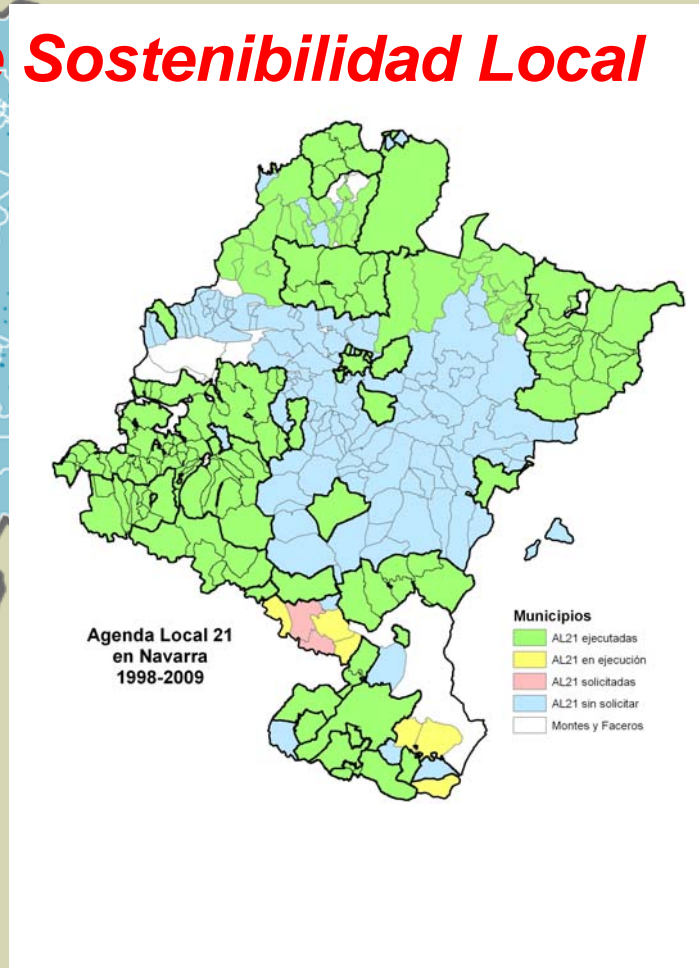 e Sostenibilidad Local
Agenda Local 21
en Navarra
1998-2009
Municipios
AL21 ejecutadas
AL21 en ejecución
AL21 solicitadas
AL21 sin solicitar
Montes y Faceros